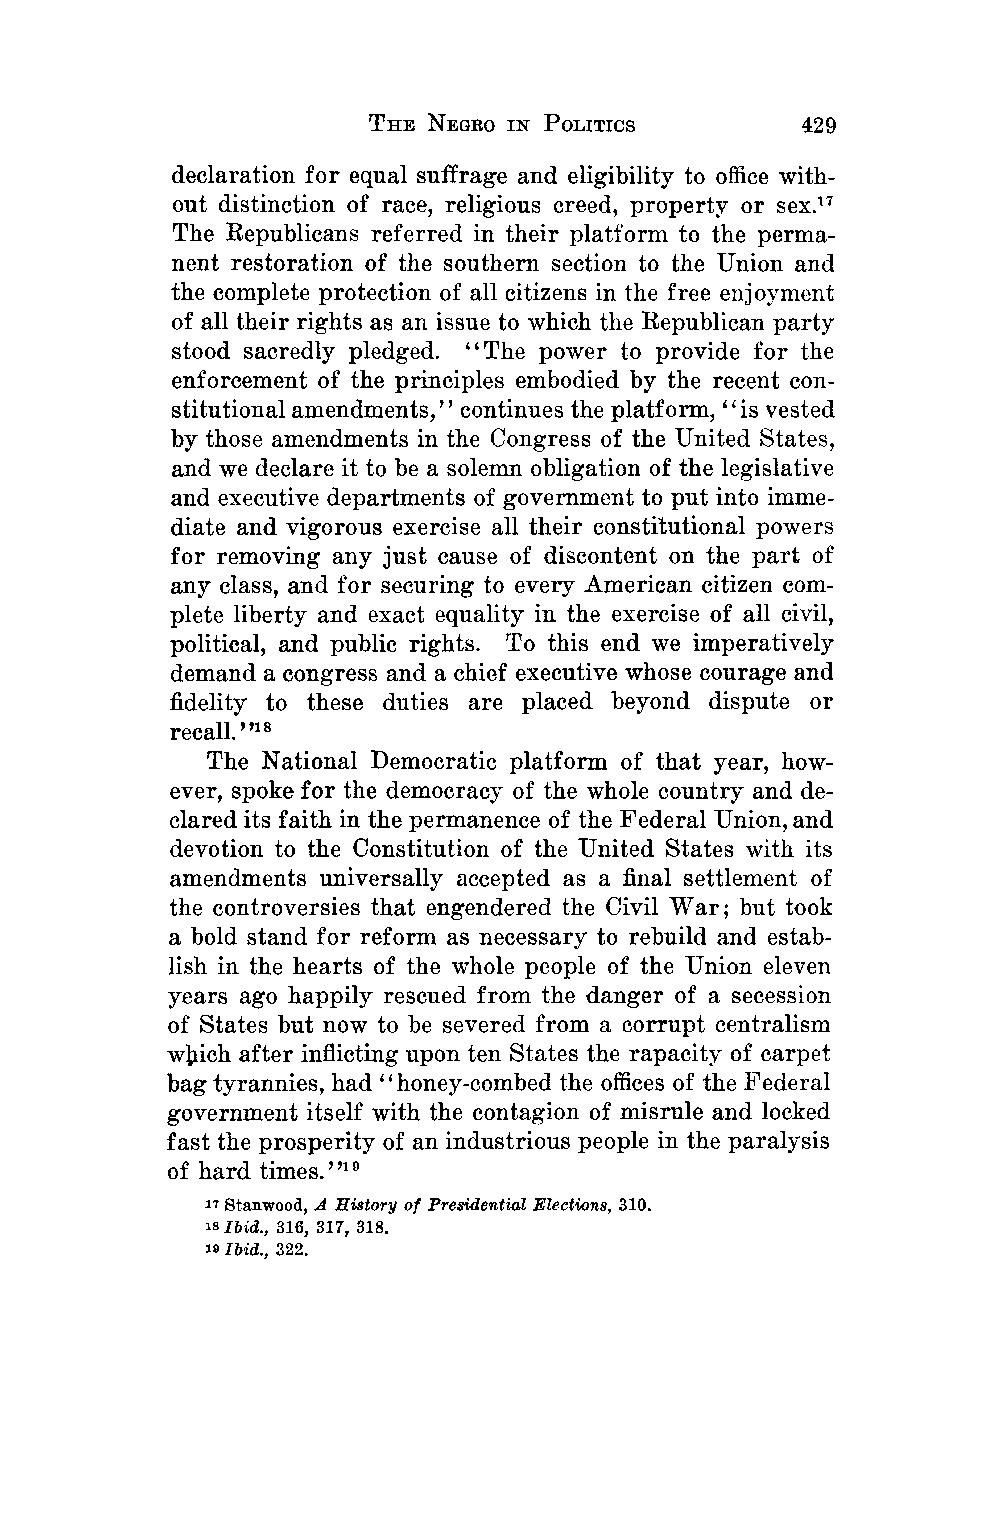 THE NEGRO IN POLITICS 429
declaration for equal suffrage and eligibility to office with-
out distinction of race, religious creed, property or sex.¹⁷
The Republicans referred in their platform to the perma-
nent restoration of the southern section to the Union and
the complete protection of all citizens in the free enjoyment
of all their rights as an issue to which the Republican party
stood sacredly pledged. ‘‘The power to provide for the
enforcement of the principles embodied by the recent con-
stitutional amendments,’’ continues the platform, ‘‘is vested
by those amendments in the Congress of the United States,
and we declare it to be a solemn obligation of the legislative
and executive departments of government to put into imme-
diate and vigorous exercise all their constitutional powers
for removing any just cause of discontent on the part of
any class, and for securing to every American citizen com-
plete liberty and exact equality in the exercise of all civil,
political, and public rights. To this end we imperatively
demand a congress and a chief executive whose courage and
fidelity to these duties are placed beyond dispute or
recall.’’¹⁸
The National Democratic platform of that year, how-
ever, spoke for the democracy of the whole country and de-
clared its faith in the permanence of the Federal Union, and
devotion to the Constitution of the United States with its
amendments universally accepted as a final settlement of
the controversies that engendered the Civil War; but took
a bold stand for reform as necessary to rebuild and estab-
lish in the hearts of the whole people of the Union eleven
years ago happily rescued from the danger of a secession
of States but now to be severed from a corrupt centralism
which after inflicting upon ten States the rapacity of carpet
bag tyrannies, had ‘‘honey-combed the offices of the Federal
government itself with the contagion of misrule and locked
fast the prosperity of an industrious people in the paralysis
of hard times.’’¹⁹
¹⁷ Stanwood, A History of Presidential Elections, 310.
¹⁸ Ibid., 316, 317, 318.
¹⁹ Ibid., 322.